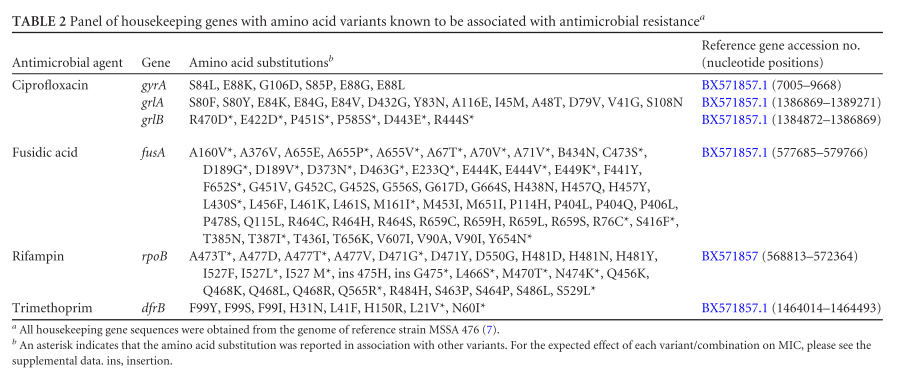 TABLE 2 Panel of housekeeping genes with amino acid variants known to be associated with antimicrobial resistanceᵃ
Reference gene accession no.
Antimicrobial agent Gene Amino acid substitutionsᵇ (nucleotide positions)
Ciprofloxacin gyrA S84L, E88K, G106D, S85P, E88G, E88L BX571857.1 (7005–9668)
grlA S80F, S80Y, E84K, E84G, E84V, D432G, Y83N, A116E, I45M, A48T, D79V, V41G, S108N BX571857.1 (1386869–1389271)
grlB R470D*, E422D*, P451S*, P585S*, D443E*, R444S* BX571857.1 (1384872–1386869)
Fusidic acid fusA A160V*, A376V, A655E, A655P*, A655V*, A67T*, A70V*, A71V*, B434N, C473S*, BX571857.1 (577685–579766)
D189G*, D189V*, D373N*, D463G*, E233Q*, E444K, E444V*, E449K*, F441Y,
F652S*, G451V, G452C, G452S, G556S, G617D, G664S, H438N, H457Q, H457Y,
L430S*, L456F, L461K, L461S, M161I*, M453I, M651I, P114H, P404L, P404Q, P406L,
P478S, Q115L, R464C, R464H, R464S, R659C, R659H, R659L, R659S, R76C*, S416F*,
T385N, T387I*, T436I, T656K, V607I, V90A, V90I, Y654N*
Rifampin rpoB A473T*, A477D, A477T*, A477V, D471G*, D471Y, D550G, H481D, H481N, H481Y, BX571857 (568813–572364)
I527F, I527L*, I527 M*, ins 475H, ins G475*, L466S*, M470T*, N474K*, Q456K,
Q468K, Q468L, Q468R, Q565R*, R484H, S463P, S464P, S486L, S529L*
Trimethoprim dfrB F99Y, F99S, F99I, H31N, L41F, H150R, L21V*, N60I* BX571857.1 (1464014–1464493)
ᵃ All housekeeping gene sequences were obtained from the genome of reference strain MSSA 476 (7).
ᵇ An asterisk indicates that the amino acid substitution was reported in association with other variants. For the expected effect of each variant/combination on MIC, please see the
supplemental data. ins, insertion.